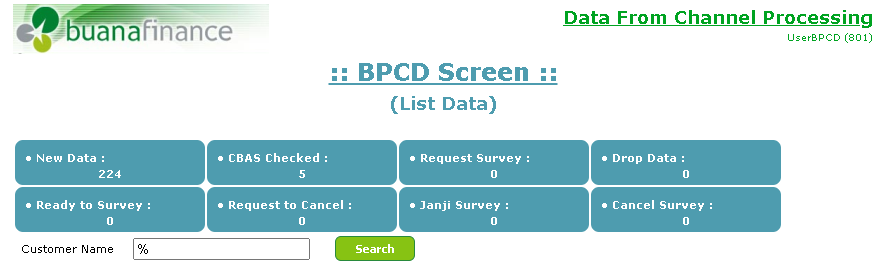 buanafinance
Data From Channel Processing
UserBPCD (801)
:: BPCD Screen ::
(List Data)
• New Data :
224
• CBAS Checked :
5
• Request Survey :
0
• Drop Data :
0
• Ready to Survey :
0
• Request to Cancel :
0
• Janji Survey :
0
• Cancel Survey :
0
Customer Name % Search